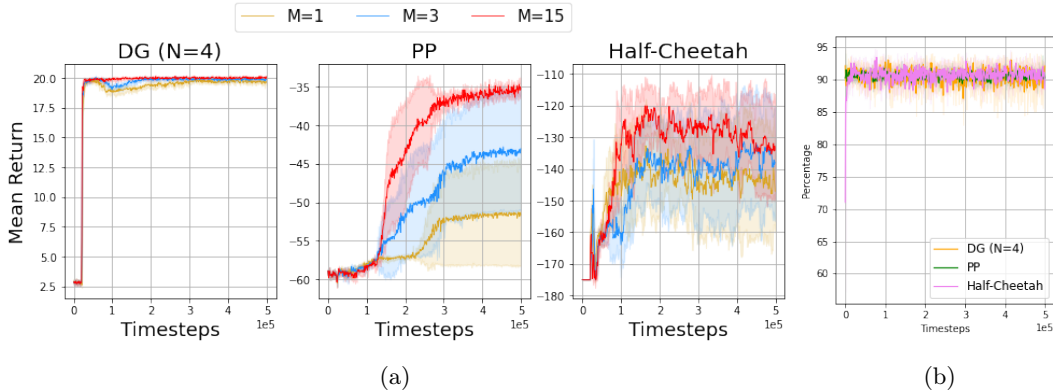 M=1 M=3 M=15
DG (N=4)
Mean Return
20.0
17.5
15.0
12.5
10.0
7.5
5.0
2.5
0 1 2 3 4 5
1e5
Timesteps
PP
−35
−40
−45
−50
−55
−60
0 1 2 3 4 5
1e5
Timesteps
Half-Cheetah
−110
−120
−130
−140
−150
−160
−170
−180
0 1 2 3 4 5
1e5
Timesteps
(a)
Percentage
95
90
85
80
75
70
65
60
DG (N=4)
PP
Half-Cheetah
0 1 2 3 4 5
1e5
Timesteps
(b)